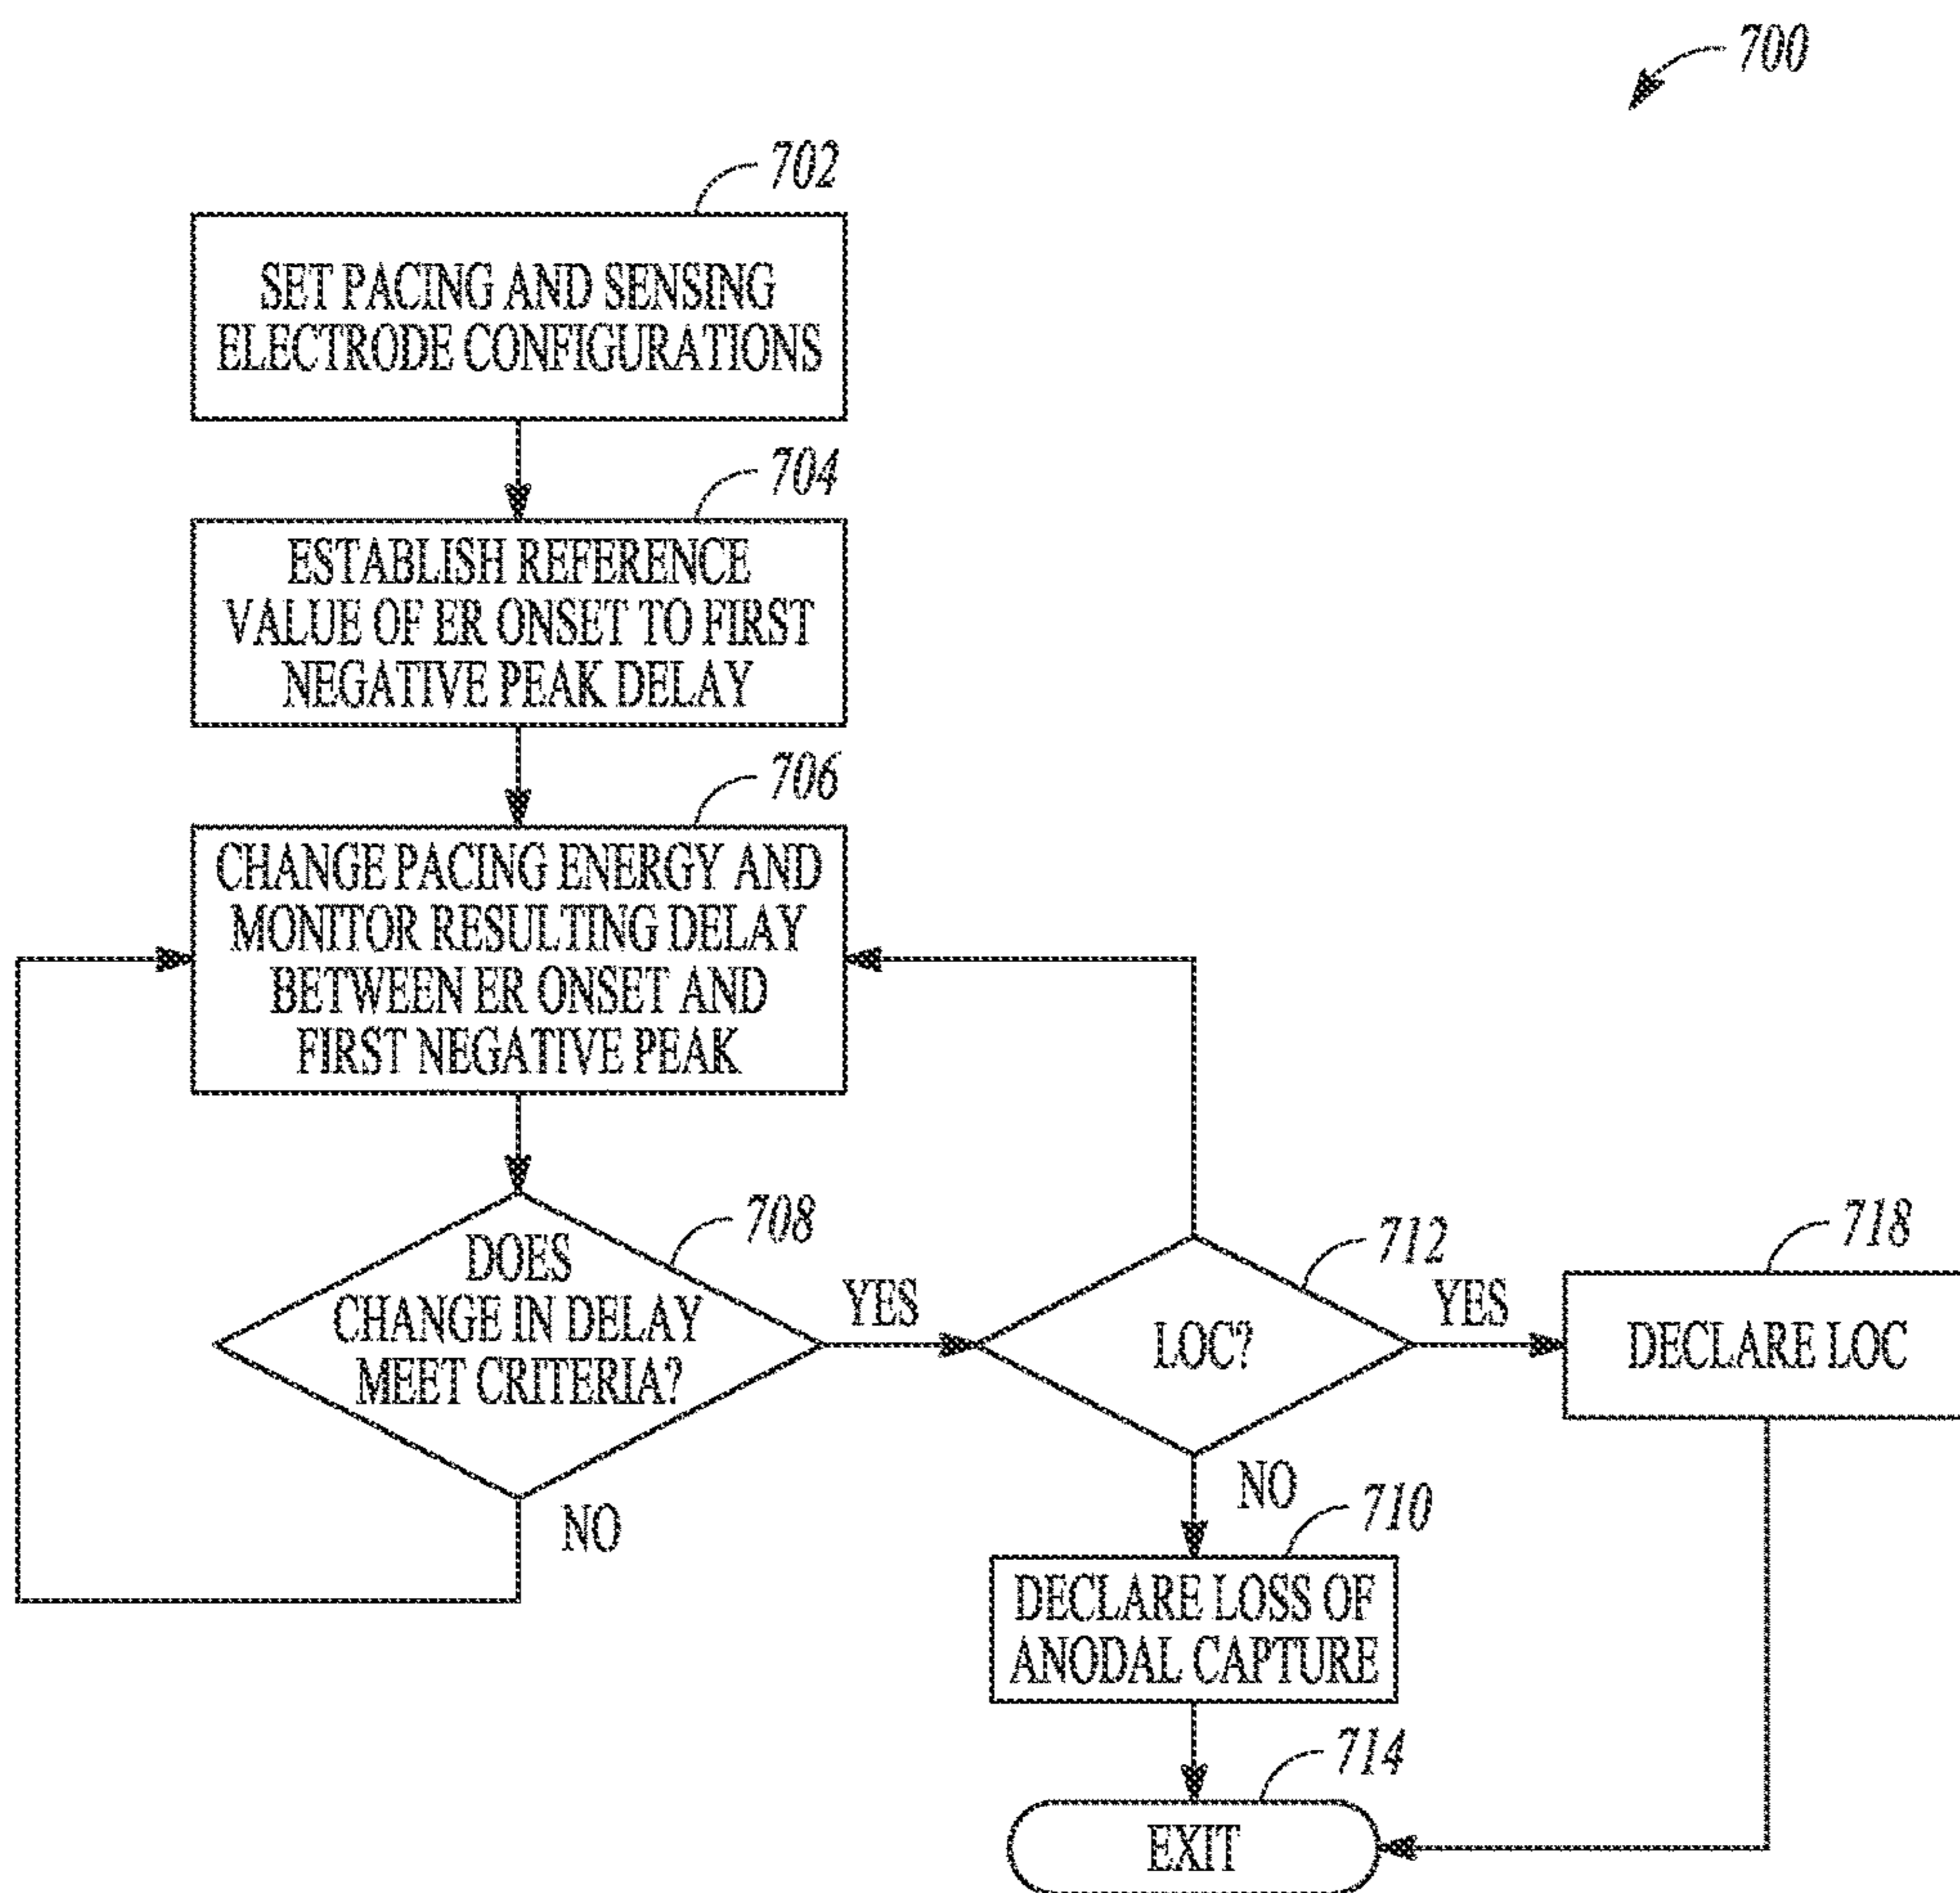 700
702
SET PACING AND SENSING
ELECTRODE CONFIGURATIONS
704
ESTABLISH REFERENCE
VALUE OF ER ONSET TO FIRST
NEGATIVE PEAK DELAY
706
CHANGE PACING ENERGY AND
MONITOR RESULTING DELAY
BETWEEN ER ONSET AND
FIRST NEGATIVE PEAK
708
DOES
CHANGE IN DELAY
MEET CRITERIA?
YES
NO
712
LOC?
YES
718
DECLARE LOC
NO
710
DECLARE LOSS OF
ANODAL CAPTURE
714
EXIT